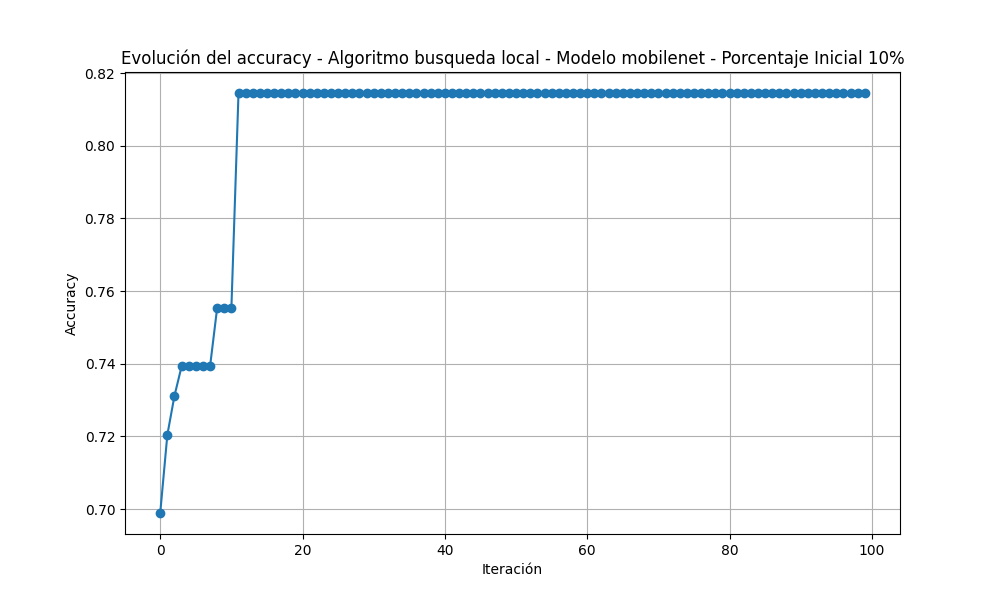 Evolución del accuracy - Algoritmo busqueda local - Modelo mobilenet - Porcentaje Inicial 10%
0.82
0.80
0.78
0.76
0.74
0.72
0.70
Accuracy
0 20 40 60 80 100
Iteración